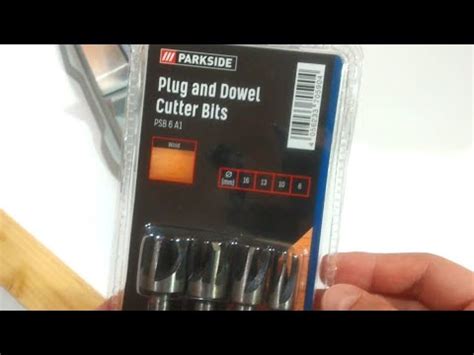 /// PARKSIDE
Plug and Dowel
Cutter Bits
PSB 6 A1
Wood
Ø (mm) 16 13 10 6